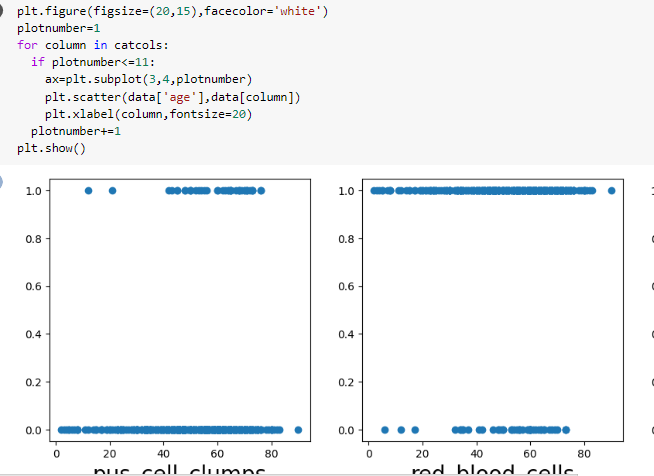 plt.figure(figsize=(20,15),facecolor='white')
plotnumber=1
for column in catcols:
  if plotnumber<=11:
    ax=plt.subplot(3,4,plotnumber)
    plt.scatter(data['age'],data[column])
    plt.xlabel(column,fontsize=20)
  plotnumber+=1
plt.show()
1.0
0.8
0.6
0.4
0.2
0.0
0 20 40 60 80
pus_cell_clumps
1.0
0.8
0.6
0.4
0.2
0.0
0 20 40 60 80
red_blood_cells